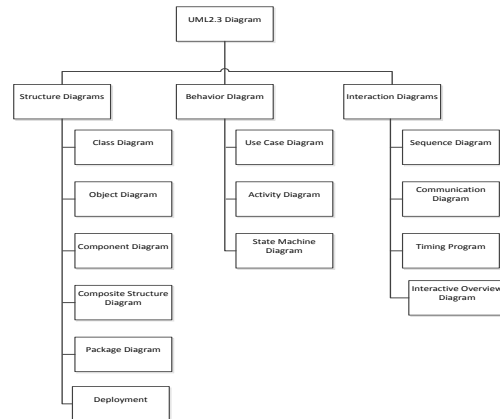 UML2.3 Diagram
Structure Diagrams
Behavior Diagram
Interaction Diagrams
Class Diagram
Use Case Diagram
Sequence Diagram
Object Diagram
Activity Diagram
Communication
Diagram
Component Diagram
State Machine
Diagram
Timing Program
Composite Structure
Diagram
Interactive Overview
Diagram
Package Diagram
Deployment